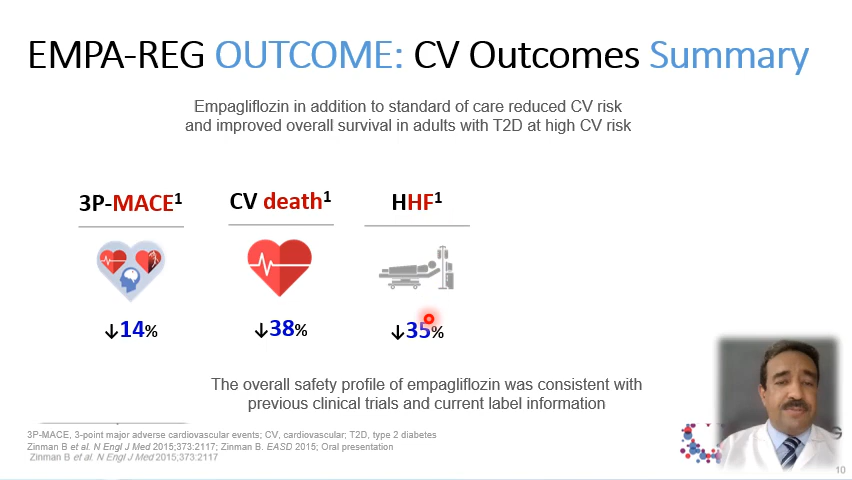 EMPA-REG OUTCOME: CV Outcomes Summary
Empagliflozin in addition to standard of care reduced CV risk
and improved overall survival in adults with T2D at high CV risk
3P-MACE1
CV death1
HHF1
↓14%
↓38%
↓35%
The overall safety profile of empagliflozin was consistent with
previous clinical trials and current label information
3P-MACE, 3-point major adverse cardiovascular events; CV, cardiovascular; T2D, type 2 diabetes
Zinman B et al. N Engl J Med 2015;373:2117; Zinman B. EASD 2015; Oral presentation
Zinman B et al. N Engl J Med 2015;373:2117
10